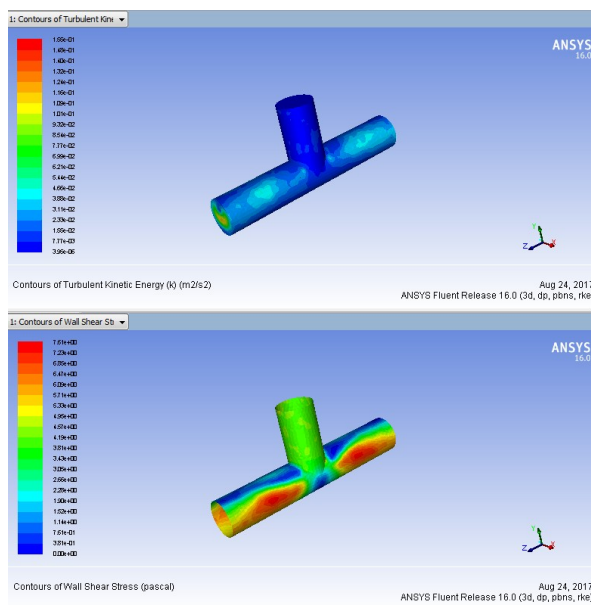 1: Contours of Turbulent Kine
ANSYS
16.0
1.55e-01
1.48e-01
1.40e-01
1.32e-01
1.24e-01
1.16e-01
1.09e-01
1.01e-01
9.32e-02
8.54e-02
7.77e-02
6.99e-02
6.21e-02
5.44e-02
4.66e-02
3.88e-02
3.11e-02
2.33e-02
1.55e-02
7.77e-03
3.96e-06
Y
Z
X
Contours of Turbulent Kinetic Energy (k) (m2/s2)
Aug 24, 2017
ANSYS Fluent Release 16.0 (3d, dp, pbns, rke)
1: Contours of Wall Shear Str
ANSYS
16.0
7.61e+00
7.23e+00
6.85e+00
6.47e+00
6.09e+00
5.71e+00
5.33e+00
4.95e+00
4.57e+00
4.19e+00
3.81e+00
3.43e+00
3.05e+00
2.66e+00
2.28e+00
1.90e+00
1.52e+00
1.14e+00
7.61e-01
3.81e-01
0.00e+00
Y
Z
X
Contours of Wall Shear Stress (pascal)
Aug 24, 2017
ANSYS Fluent Release 16.0 (3d, dp, pbns, rke)